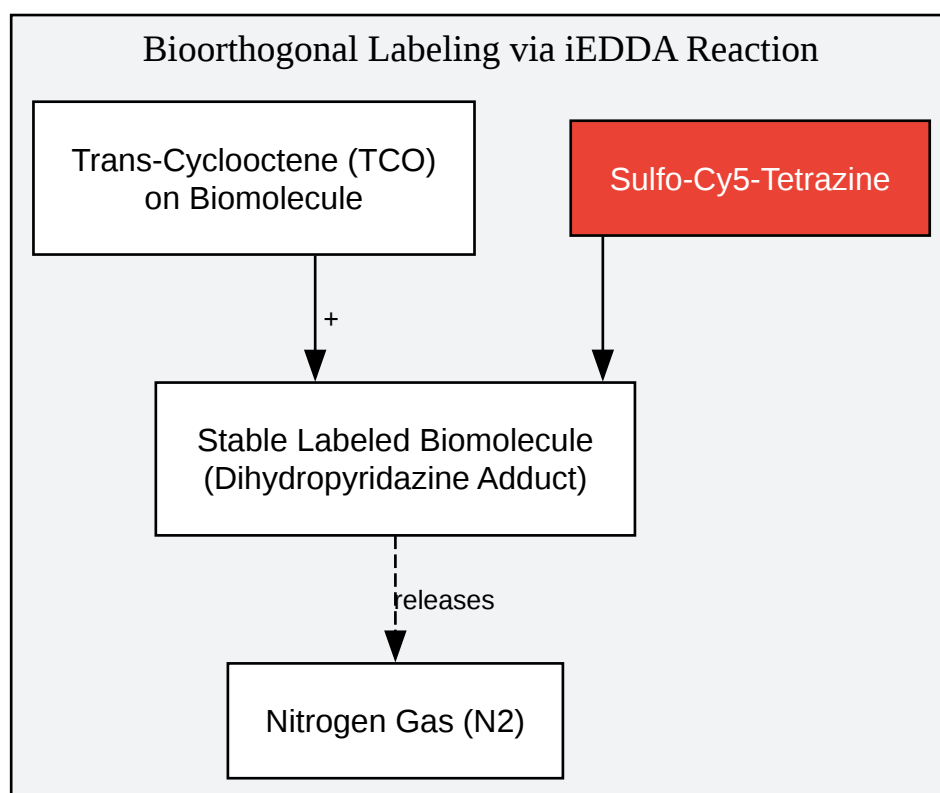 Bioorthogonal Labeling via iEDDA Reaction
Trans-Cyclooctene (TCO)
on Biomolecule
Sulfo-Cy5-Tetrazine
+
Stable Labeled Biomolecule
(Dihydropyridazine Adduct)
releases
Nitrogen Gas (N2)